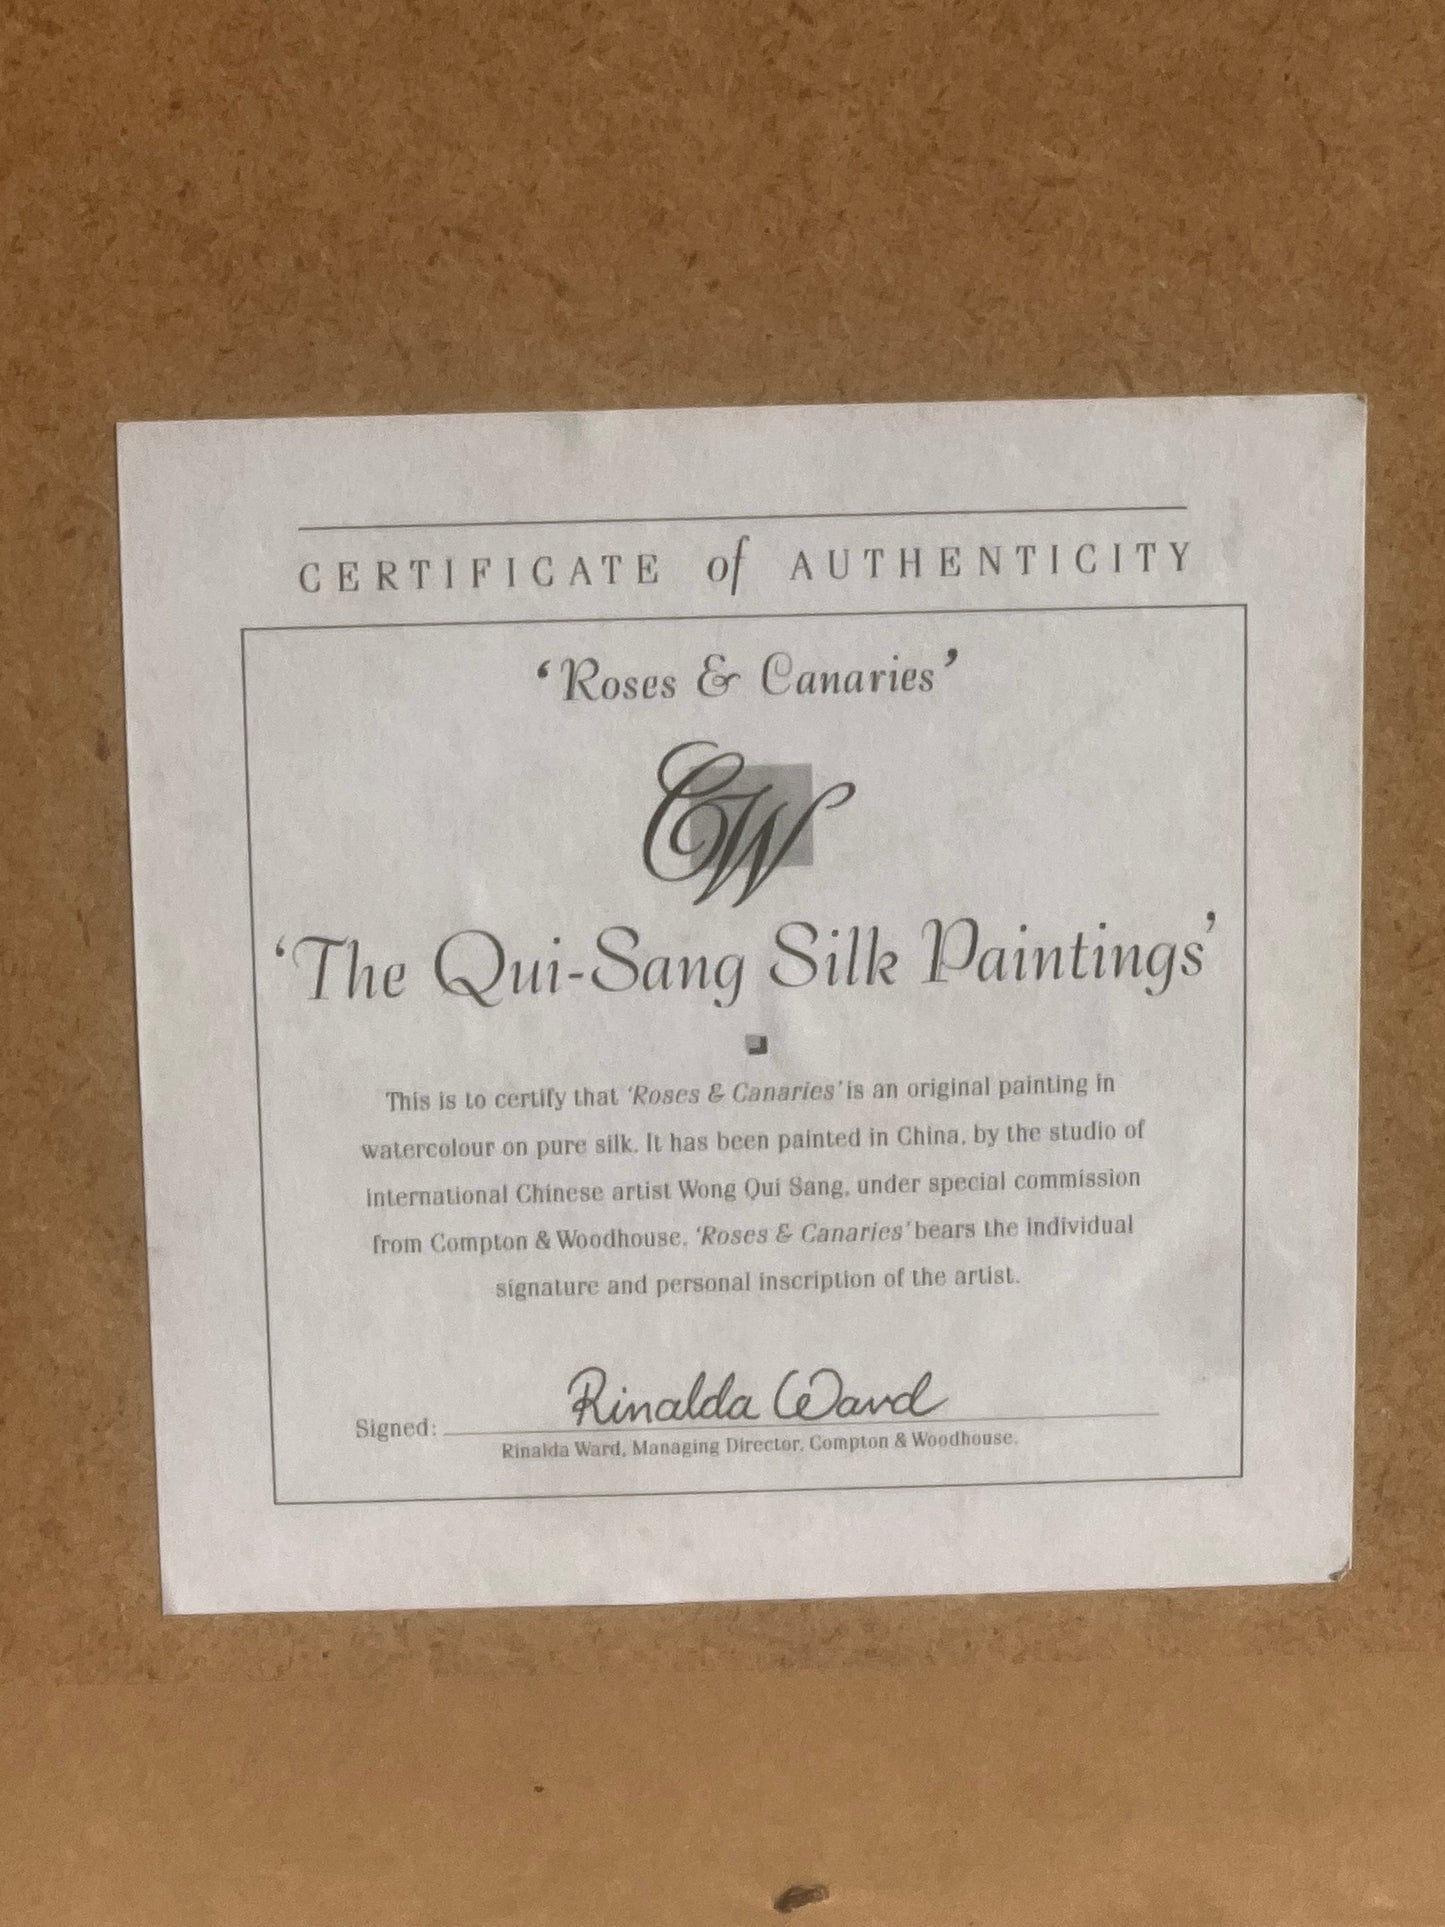 CERTIFICATE of AUTHENTICITY
‘Roses & Canaries’
CW
‘The Qui-Sang Silk Paintings’
This is to certify that ‘Roses & Canaries’ is an original painting in
watercolour on pure silk. It has been painted in China, by the studio of
international Chinese artist Wong Qui Sang, under special commission
from Compton & Woodhouse. ‘Roses & Canaries’ bears the individual
signature and personal inscription of the artist.
Rinalda Ward
Signed:
Rinalda Ward, Managing Director, Compton & Woodhouse.